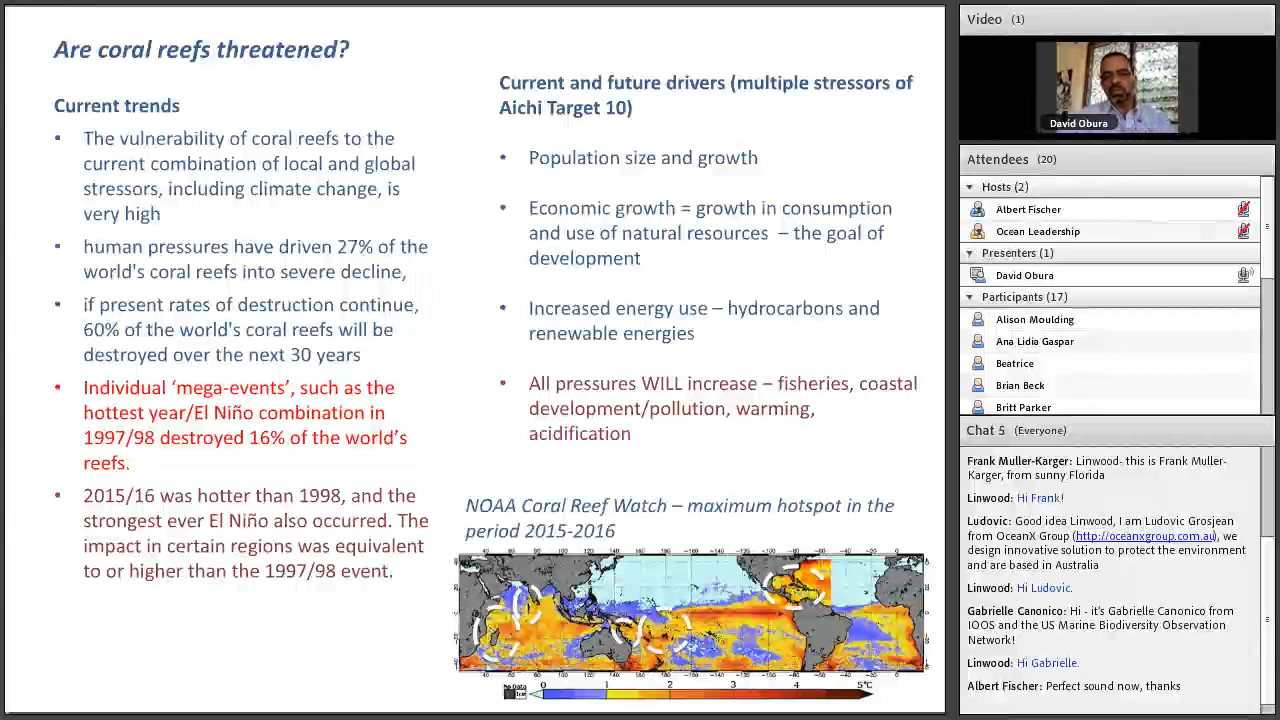 Are coral reefs threatened?
Current trends
• The vulnerability of coral reefs to the
current combination of local and global
stressors, including climate change, is
very high
• human pressures have driven 27% of the
world's coral reefs into severe decline,
• if present rates of destruction continue,
60% of the world's coral reefs will be
destroyed over the next 30 years
• Individual ‘mega-events’, such as the
hottest year/El Niño combination in
1997/98 destroyed 16% of the world’s
reefs.
• 2015/16 was hotter than 1998, and the
strongest ever El Niño also occurred. The
impact in certain regions was equivalent
to or higher than the 1997/98 event.
Current and future drivers (multiple stressors of
Aichi Target 10)
• Population size and growth
• Economic growth = growth in consumption
and use of natural resources – the goal of
development
• Increased energy use – hydrocarbons and
renewable energies
• All pressures WILL increase – fisheries, coastal
development/pollution, warming,
acidification
NOAA Coral Reef Watch – maximum hotspot in the
period 2015-2016
0 1 2 3 4 5°C
Video (1)
David Obura
Attendees (20)
Hosts (2)
Albert Fischer
Ocean Leadership
Presenters (1)
David Obura
Participants (17)
Alison Moulding
Ana Lidia Gaspar
Beatrice
Brian Beck
Britt Parker
Chat 5 (Everyone)
Frank Muller-Karger: Linwood- this is Frank Muller-
Karger, from sunny Florida
Linwood: Hi Frank!
Ludovic: Good idea Linwood, I am Ludovic Grosjean
from OceanX Group (http://oceanxgroup.com.au), we
design innovative solution to protect the environment
and are based in Australia
Linwood: Hi Ludovic.
Gabrielle Canonico: Hi - it's Gabrielle Canonico from
IOOS and the US Marine Biodiversity Observation
Network!
Linwood: Hi Gabrielle.
Albert Fischer: Perfect sound now, thanks